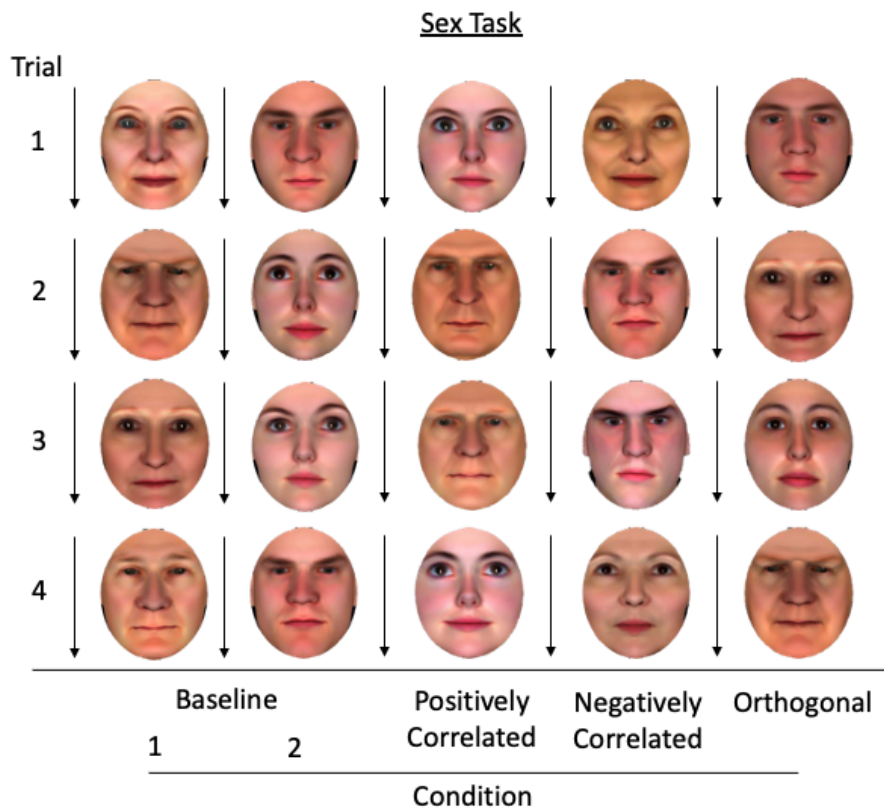 Sex Task
Trial
1
2
3
4
Baseline
1 2
Positively
Correlated
Negatively
Correlated
Orthogonal
Condition